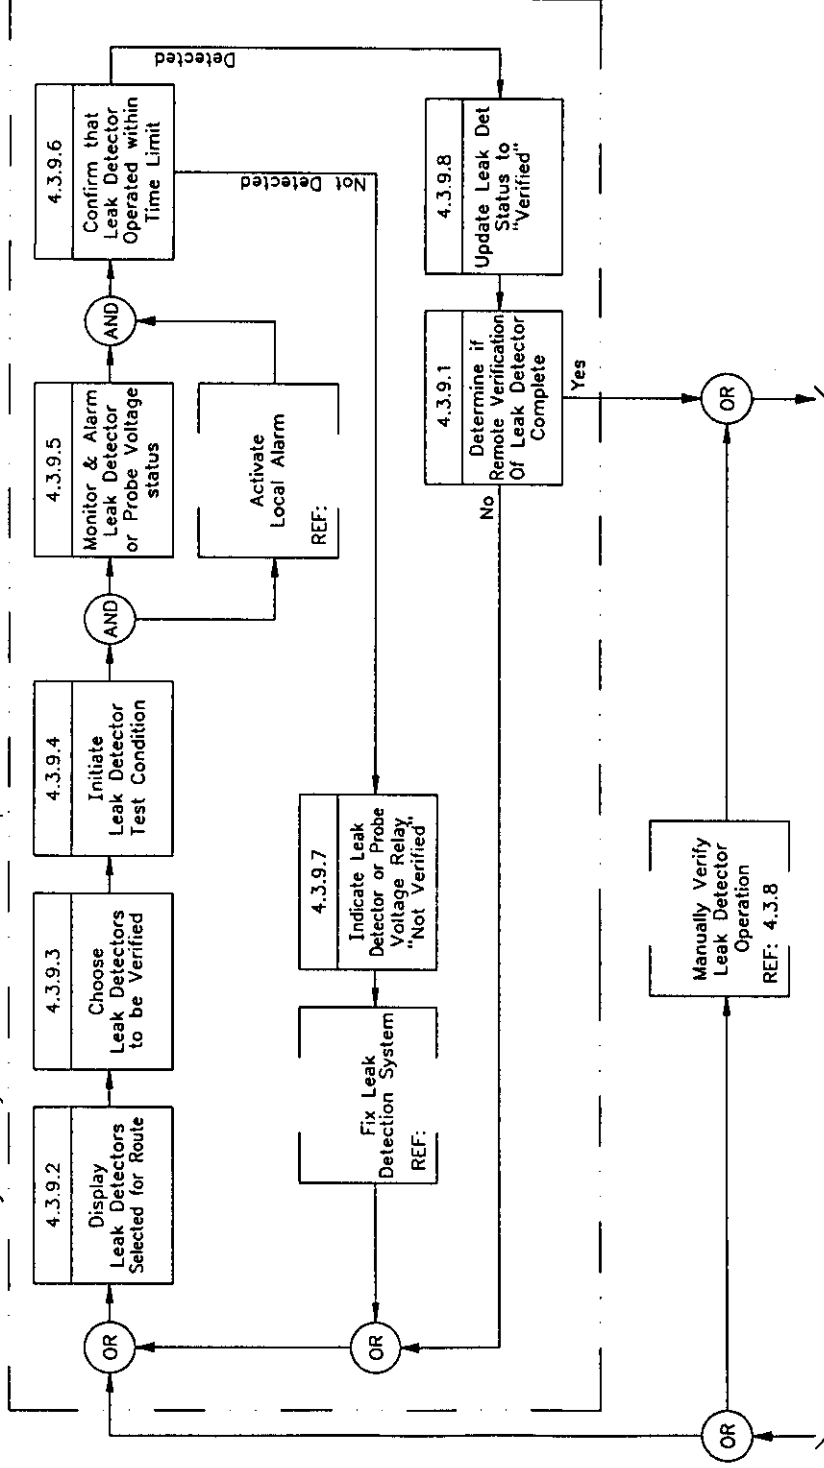 OR
OR
4.3.9.2
Display
Leak Detectors
Selected for Route
4.3.9.3
Choose
Leak Detectors
to be Verified
4.3.9.4
Initiate
Leak Detector
Test Condition
AND
4.3.9.5
Monitor & Alarm
Leak Detector
or Probe Voltage
status
Activate
Local Alarm
REF:
AND
4.3.9.6
Confirm that
Leak Detector
Operated within
Time Limit
Detected
Not Detected
4.3.9.7
Indicate Leak
Detector or Probe
Voltage Relay
"Not Verified"
Fix Leak
Detection System
REF:
OR
4.3.9.8
Update Leak Det
Status to
"Verified"
4.3.9.1
Determine if
Remote Verification
Of Leak Detector
Complete
No
Yes
Manually Verify
Leak Detector
Operation
REF: 4.3.8
OR